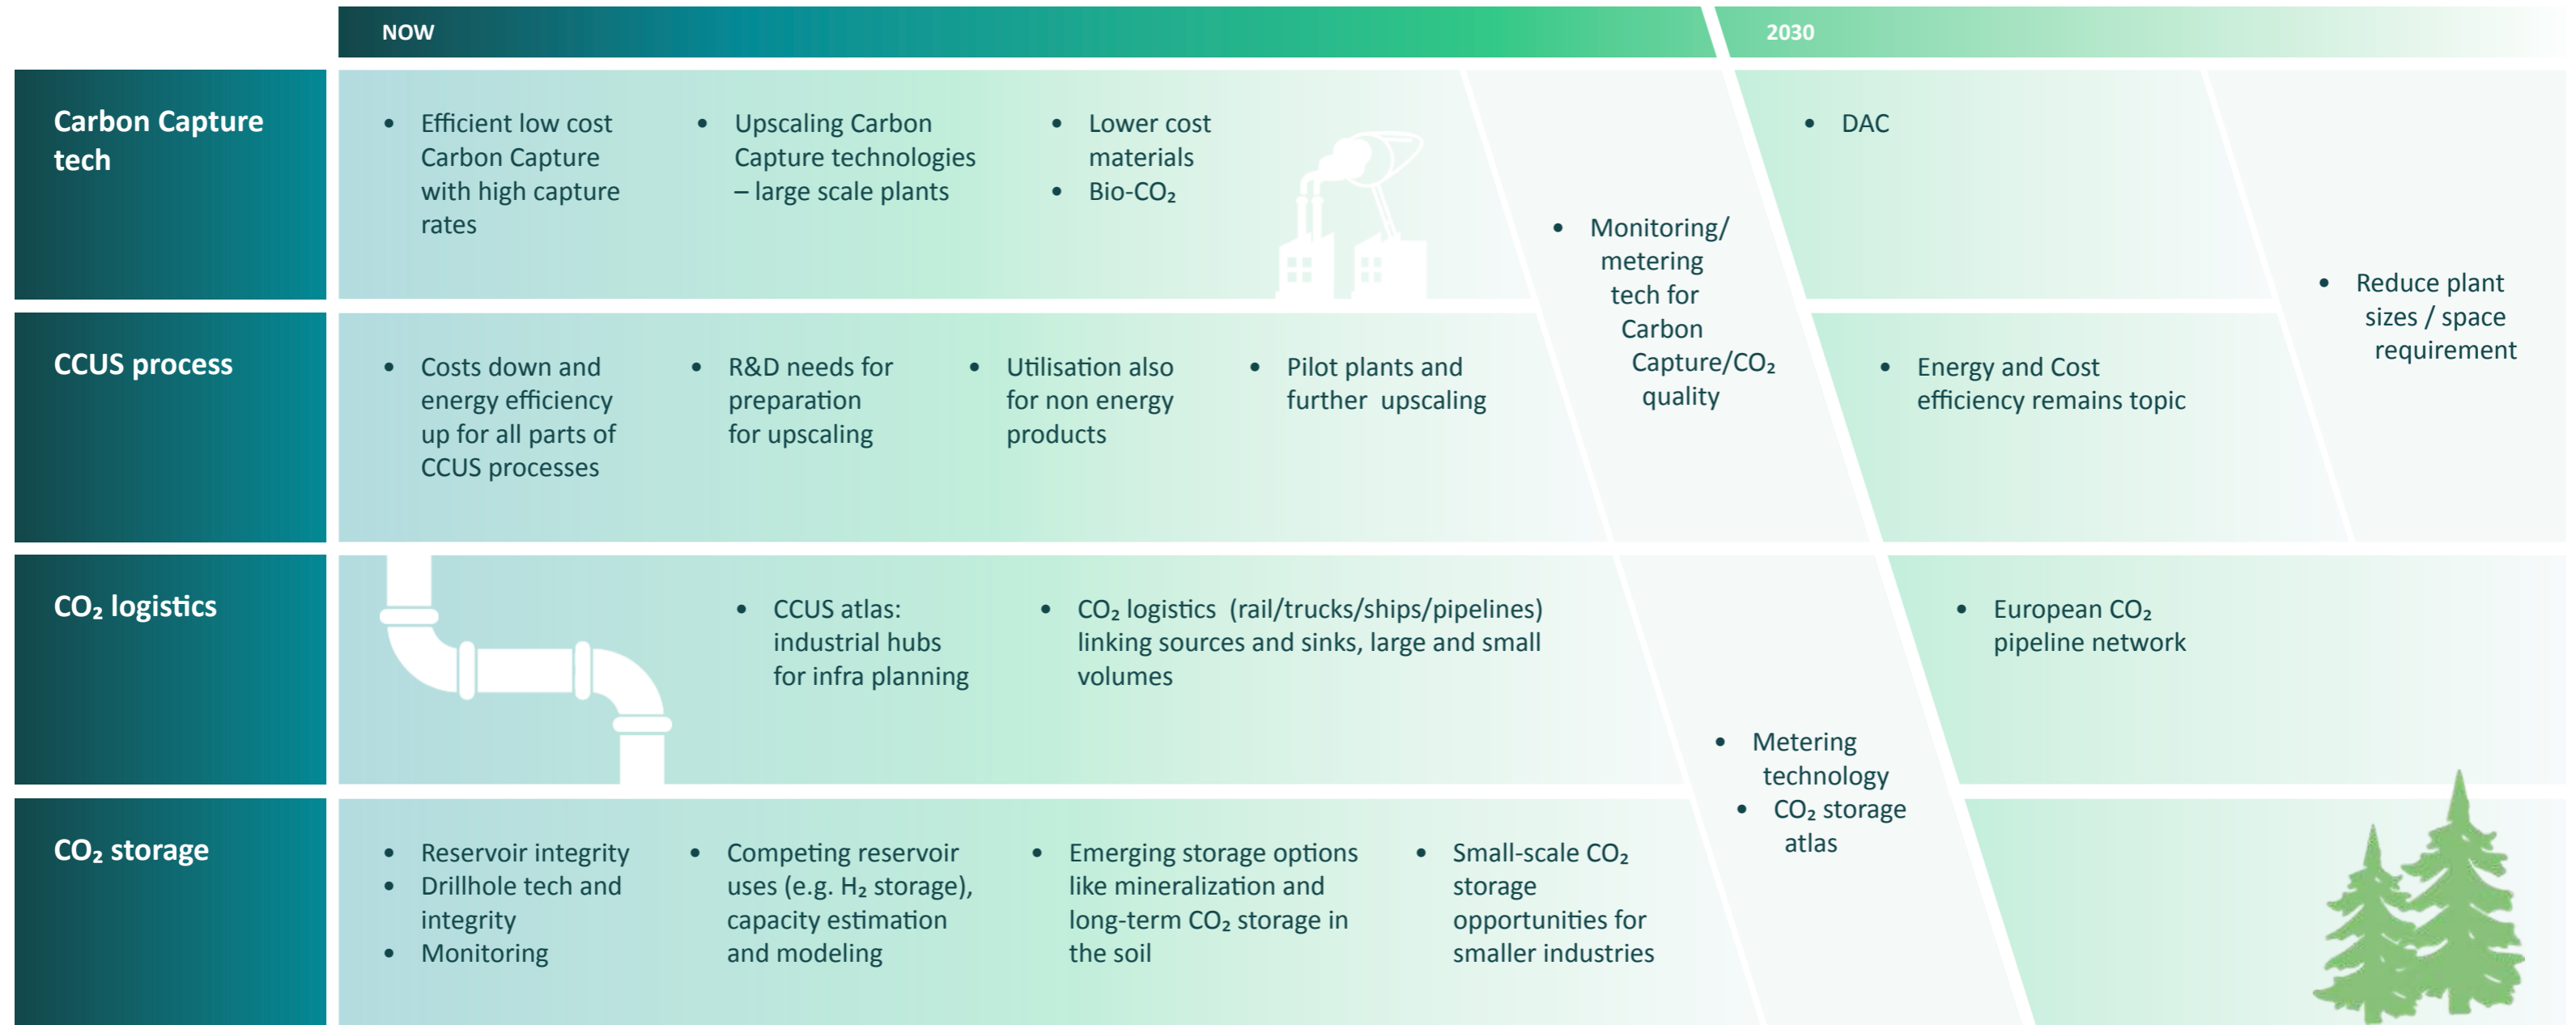 NOW
2030
Carbon Capture
tech
• Efficient low cost
Carbon Capture
with high capture
rates
• Upscaling Carbon
Capture technologies
– large scale plants
• Lower cost
materials
• Bio-CO₂
• Monitoring/
metering
tech for
Carbon
Capture/CO₂
quality
• DAC
• Reduce plant
sizes / space
requirement
CCUS process
• Costs down and
energy efficiency
up for all parts of
CCUS processes
• R&D needs for
preparation
for upscaling
• Utilisation also
for non energy
products
• Pilot plants and
further upscaling
• Energy and Cost
efficiency remains topic
CO₂ logistics
• CCUS atlas:
industrial hubs
for infra planning
• CO₂ logistics (rail/trucks/ships/pipelines)
linking sources and sinks, large and small
volumes
• Metering
technology
• CO₂ storage
atlas
• European CO₂
pipeline network
CO₂ storage
• Reservoir integrity
• Drillhole tech and
integrity
• Monitoring
• Competing reservoir
uses (e.g. H₂ storage),
capacity estimation
and modeling
• Emerging storage options
like mineralization and
long-term CO₂ storage in
the soil
• Small-scale CO₂
storage
opportunities for
smaller industries